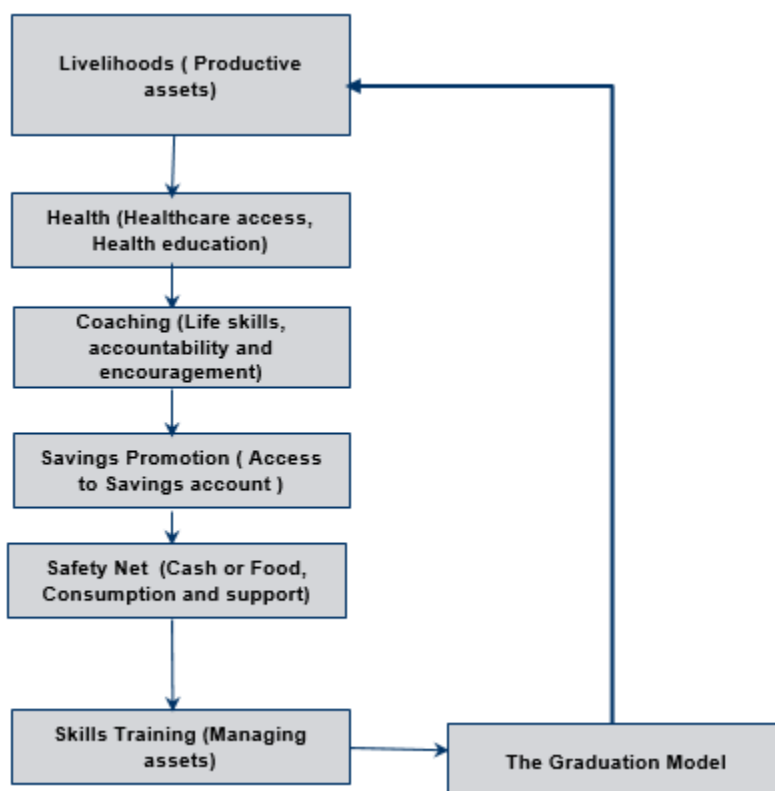 Livelihoods ( Productive
assets)
Health (Healthcare access,
Health education)
Coaching (Life skills,
accountability and
encouragement)
Savings Promotion ( Access
to Savings account )
Safety Net  (Cash or Food,
Consumption and support)
Skills Training (Managing
assets)
The Graduation Model